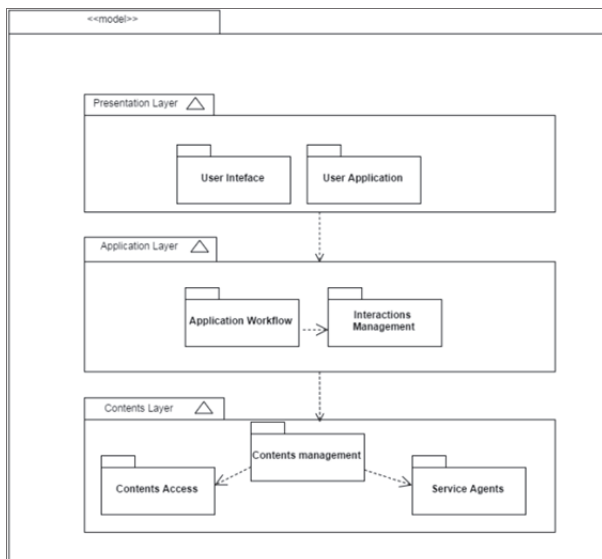 <<model>>
Presentation Layer
User Inteface
User Application
Application Layer
Application Workflow
Interactions
Management
Contents Layer
Contents management
Contents Access
Service Agents